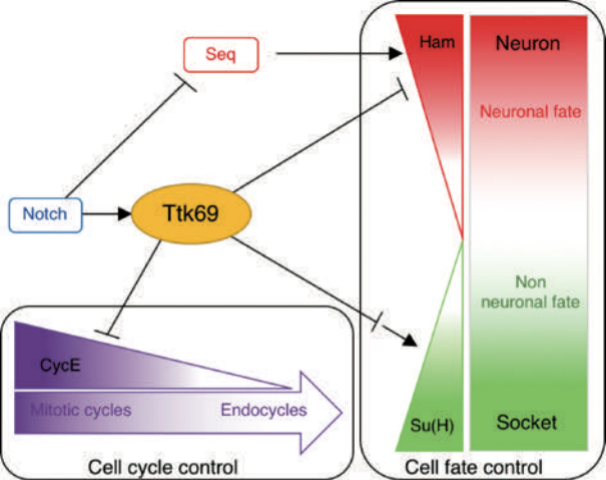 Seq
Ham
Neuron
Neuronal fate
Notch
Ttk69
Non
neuronal fate
CycE
Mitotic cycles
Endocycles
Su(H)
Socket
Cell cycle control
Cell fate control